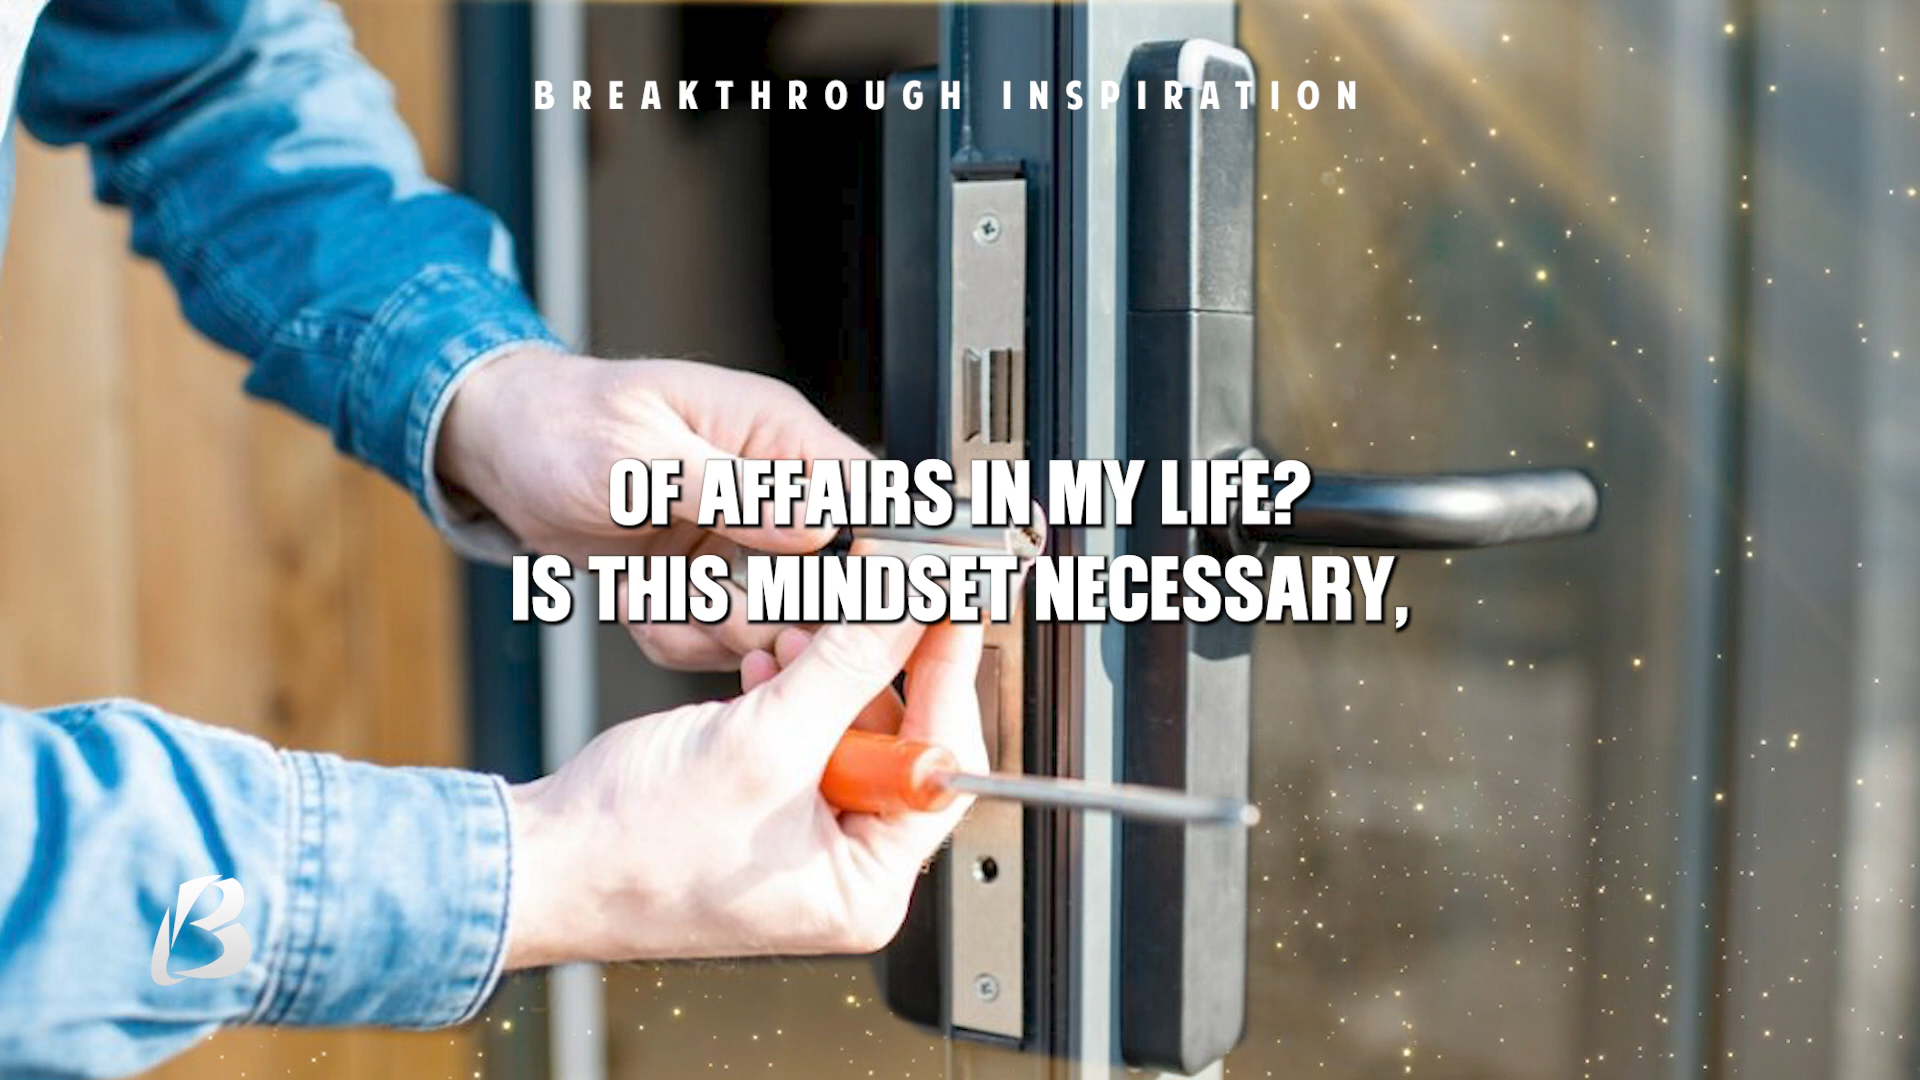 BREAKTHROUGH INSPIRATION
OF AFFAIRS IN MY LIFE?
IS THIS MINDSET NECESSARY,
B